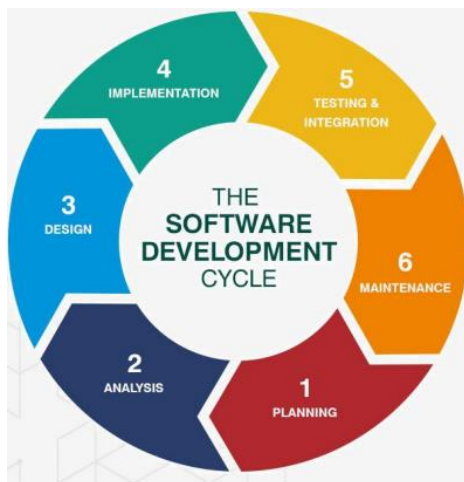 THE
SOFTWARE
DEVELOPMENT
CYCLE
1
PLANNING
2
ANALYSIS
3
DESIGN
4
IMPLEMENTATION
5
TESTING &
INTEGRATION
6
MAINTENANCE